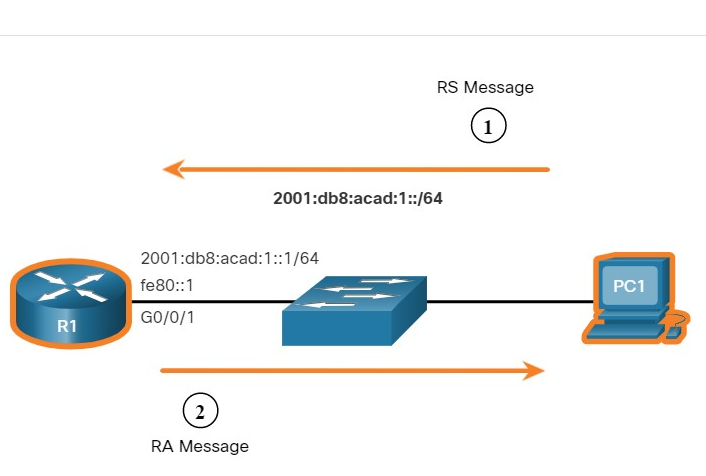 RS Message
1
2001:db8:acad:1::/64
2001:db8:acad:1::1/64
fe80::1
G0/0/1
R1
PC1
2
RA Message